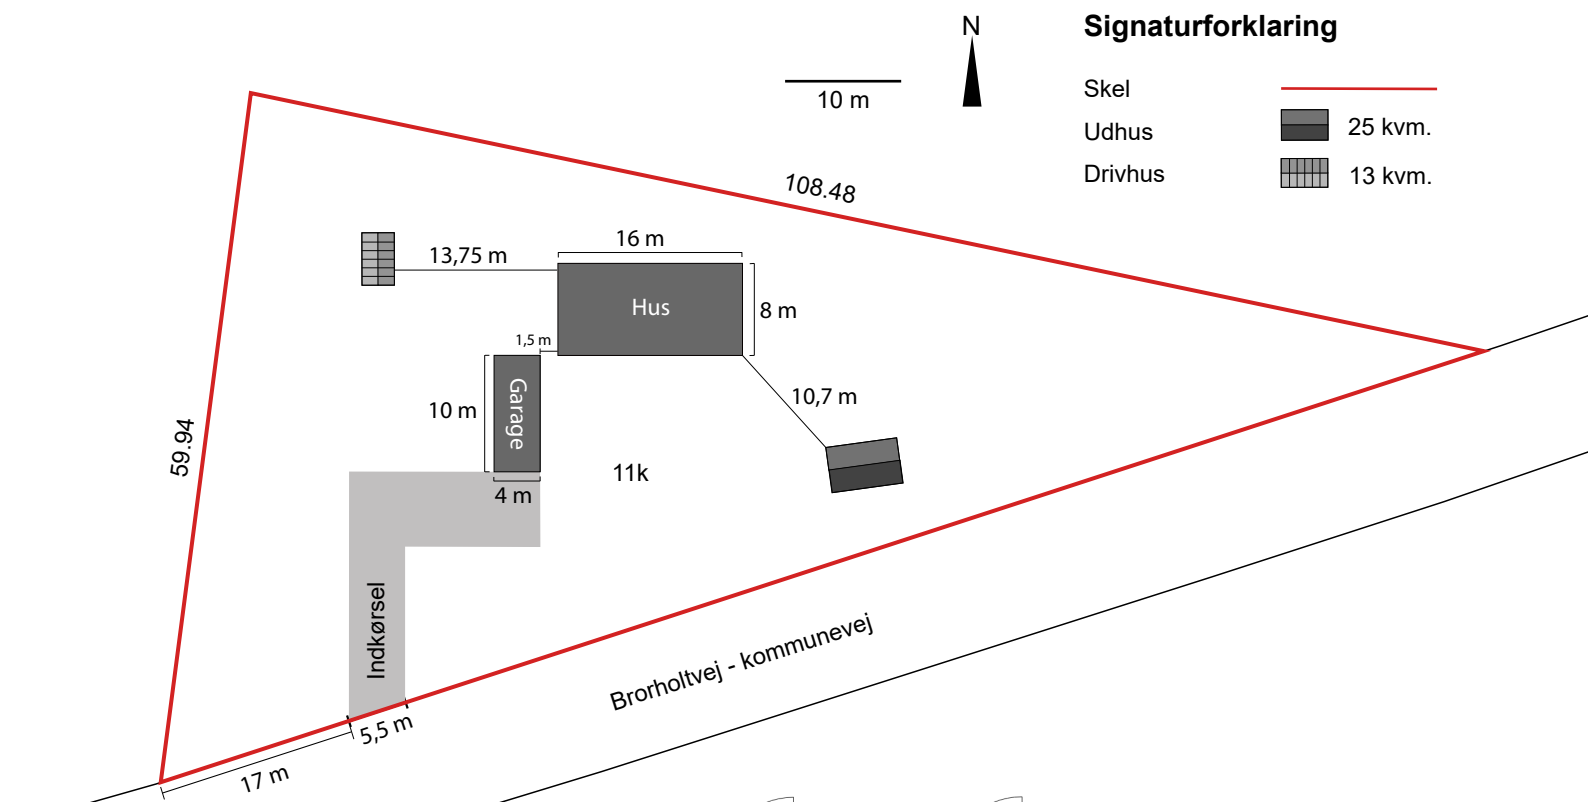 N
10 m
Signaturforklaring
Skel
Udhus
25 kvm.
Drivhus
13 kvm.
108.48
59.94
13,75 m
16 m
Hus
8 m
1,5 m
Garage
10 m
4 m
10,7 m
11k
Indkørsel
5,5 m
17 m
Brorholtvej - kommunevej